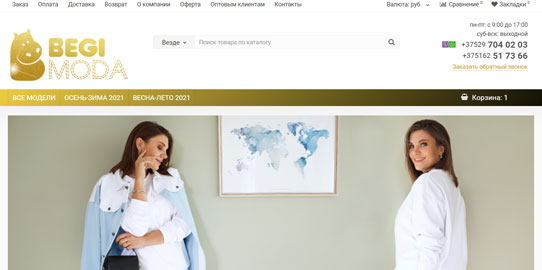 Заказ Оплата Доставка Возврат О компании Оферта Оптовым клиентам Контакты Валюта: руб. Сравнение 0 Закладки 0
пн-пт: с 9:00 до 17:00
суб-вск: выходной
BEGI
MODA
Везде Поиск товара по каталогу
+37529 704 02 03
+375162 51 73 66
Заказать обратный звонок
ВСЕ МОДЕЛИ ОСЕНЬ-ЗИМА 2021 ВЕСНА-ЛЕТО 2021 Корзина: 1